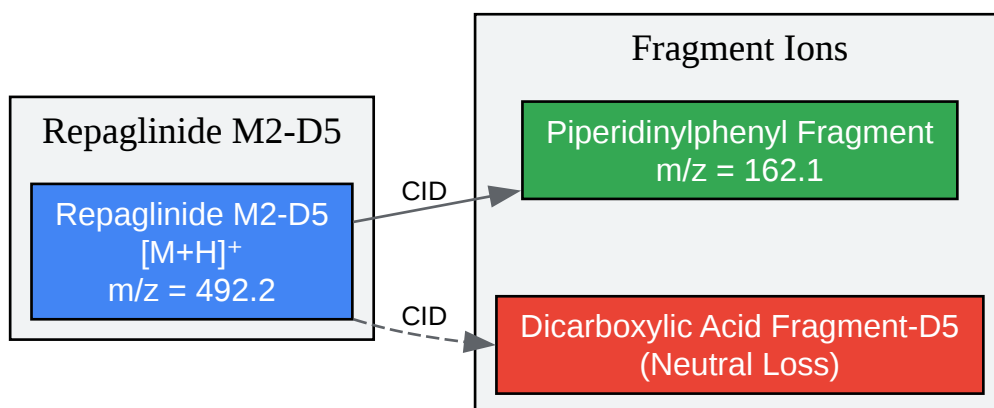 Fragment Ions
Repaglinide M2-D5
Piperidinylphenyl Fragment
m/z = 162.1
CID
Repaglinide M2-D5
[M+H]⁺
m/z = 492.2
CID
Dicarboxylic Acid Fragment-D5
(Neutral Loss)